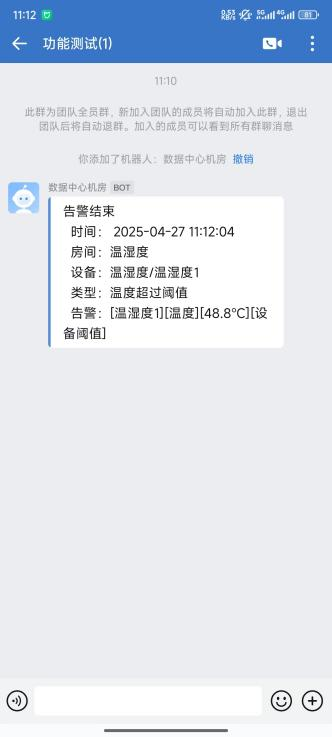 11:12
0.53 KB/S 5G 4G 81
功能测试(1)
11:10
此群为团队全员群，新加入团队的成员将自动加入此群，退出
团队后将自动退群。加入的成员可以看到所有群聊消息
你添加了机器人：数据中心机房 撤销
数据中心机房 BOT
告警结束
时间： 2025-04-27 11:12:04
房间：温湿度
设备：温湿度/温湿度1
类型：温度超过阈值
告警：[温湿度1][温度][48.8℃][设
备阈值]